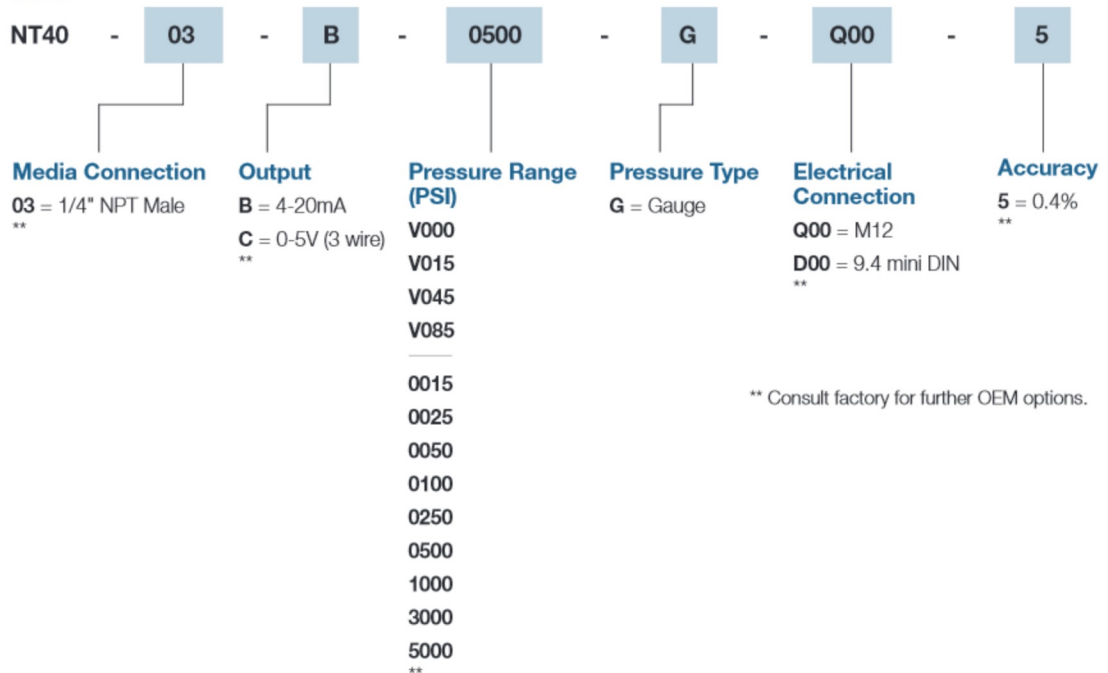 NT40 - 03 - B - 0500 - G - Q00 - 5
Media Connection
03 = 1/4" NPT Male
**
Output
B = 4-20mA
C = 0-5V (3 wire)
**
Pressure Range
(PSI)
V000
V015
V045
V085
0015
0025
0050
0100
0250
0500
1000
3000
5000
**
Pressure Type
G = Gauge
Electrical
Connection
Q00 = M12
D00 = 9.4 mini DIN
**
Accuracy
5 = 0.4%
**
** Consult factory for further OEM options.